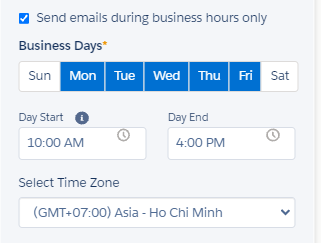 Send emails during business hours only
Business Days*
Sun Mon Tue Wed Thu Fri Sat
Day Start Day End
10:00 AM 4:00 PM
Select Time Zone
(GMT+07:00) Asia - Ho Chi Minh